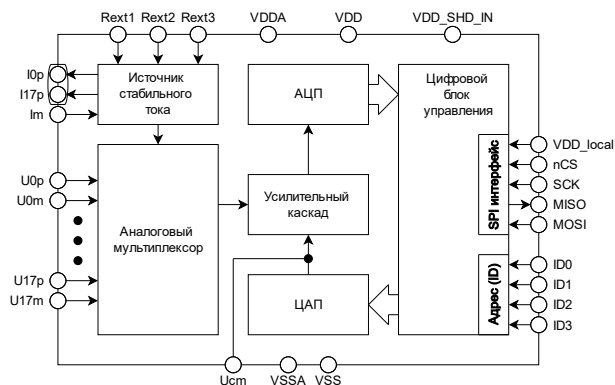 Rext1 Rext2 Rext3 VDDA VDD VDD_SHD_IN
I0p
I17p
Im
Источник
стабильного
тока
АЦП
Цифровой
блок
управления
U0p
U0m
U17p
U17m
Аналоговый
мультиплексор
Усилительный
каскад
ЦАП
SPI интерфейс
VDD_local
nCS
SCK
MISO
MOSI
Адрес (ID)
ID0
ID1
ID2
ID3
Ucm VSSA VSS